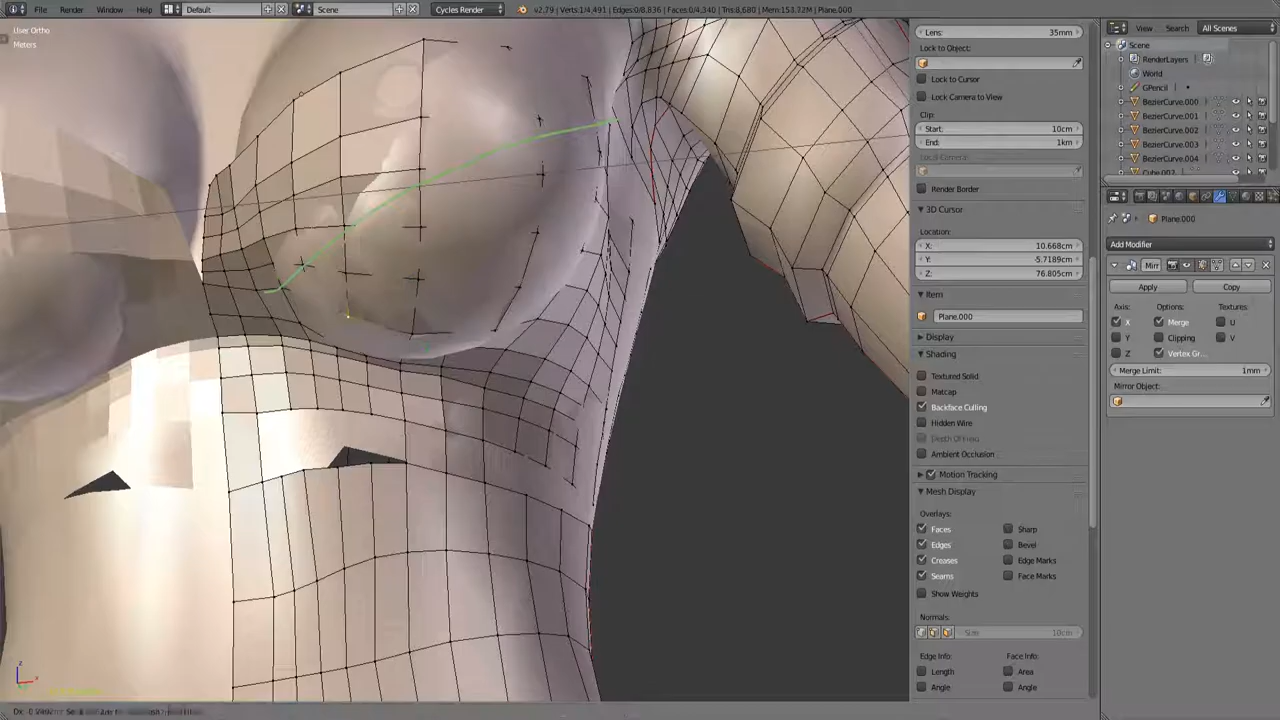 File Render Window Help Default Scene Cycles Render v2.79 Verts:1/4,491 Edges:0/8,836 Faces:0/4,340 Tris:8,680 Mem:153.72M Plane.000
User Ortho
Meters
Lens: 35mm
Lock to Object:
Lock to Cursor
Lock Camera to View
Clip:
Start: 10cm
End: 1km
Local Camera:
Render Border
3D Cursor
Location:
X: 10.668cm
Y: -5.7189cm
Z: 76.805cm
Item
Plane.000
Display
Shading
Textured Solid
Matcap
Backface Culling
Hidden Wire
Depth Of Field
Ambient Occlusion
Motion Tracking
Mesh Display
Overlays:
Faces Sharp
Edges Bevel
Creases Edge Marks
Seams Face Marks
Show Weights
Normals:
Size: 10cm
Edge Info: Face Info:
Length Area
Angle Angle
View Search All Scenes
Scene
RenderLayers
World
GPencil
BezierCurve.000
BezierCurve.001
BezierCurve.002
BezierCurve.003
BezierCurve.004
Cube.002
Plane.000
Add Modifier
Mirr
Apply Copy
Axis: Options: Textures:
X Merge U
Y Clipping V
Z Vertex Gr...
Merge Limit: 1mm
Mirror Object: